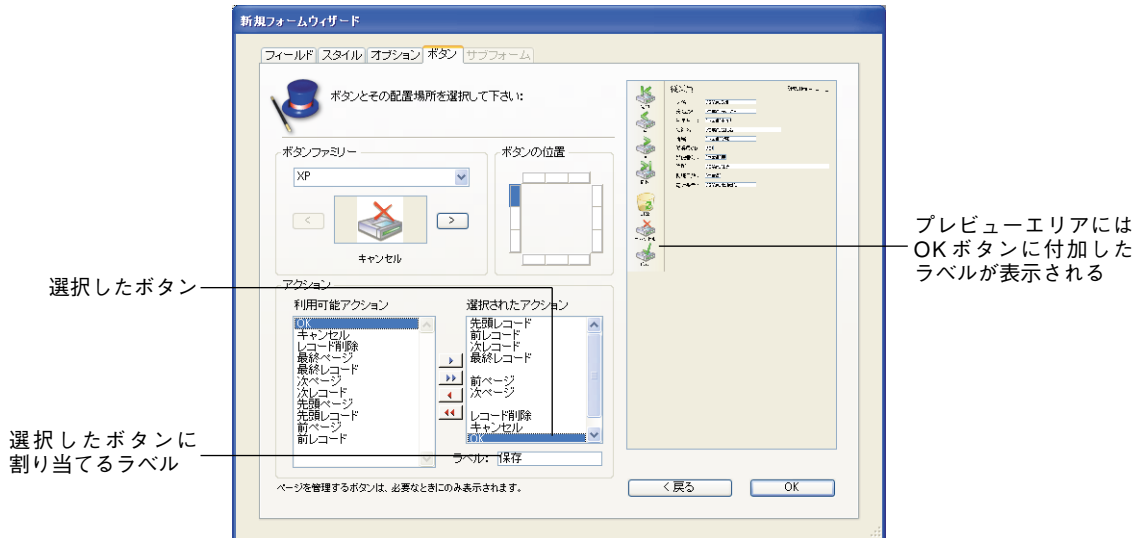 新規フォームウィザード
フィールド スタイル オプション ボタン サブフォーム
ボタンとその配置場所を選択して下さい:
ボタンファミリー
XP
<
>
キャンセル
ボタンの位置
アクション
利用可能アクション
OK
キャンセル
レコード削除
最終ページ
最終レコード
次ページ
次レコード
先頭ページ
先頭レコード
前ページ
前レコード
選択されたアクション
先頭レコード
前レコード
次レコード
最終レコード
前ページ
次ページ
レコード削除
キャンセル
OK
ラベル: 保存
ページを管理するボタンは、必要なときにのみ表示されます。
< 戻る
OK
選択したボタン
選択したボタンに
割り当てるラベル
プレビューエリアには
OKボタンに付加した
ラベルが表示される